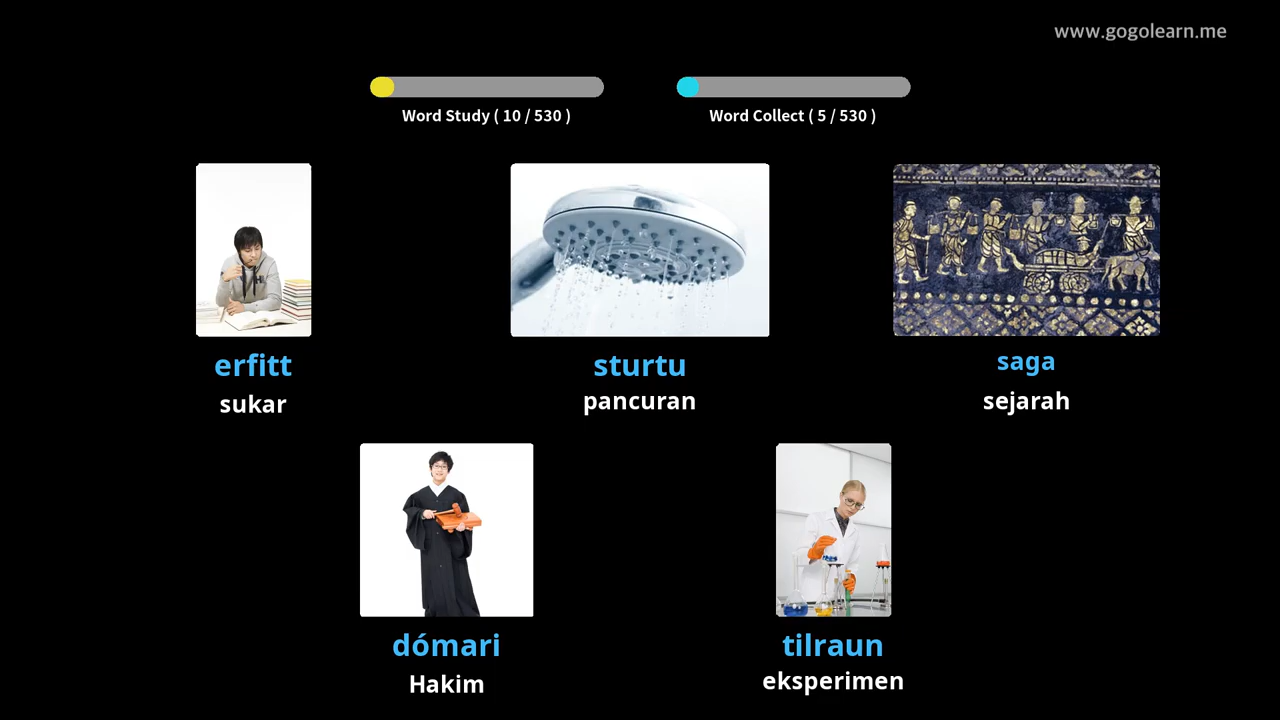 www.gogolearn.me
Word Study ( 10 / 530 )
Word Collect ( 5 / 530 )
erfitt
sukar
sturtu
pancuran
saga
sejarah
dómari
Hakim
tilraun
eksperimen